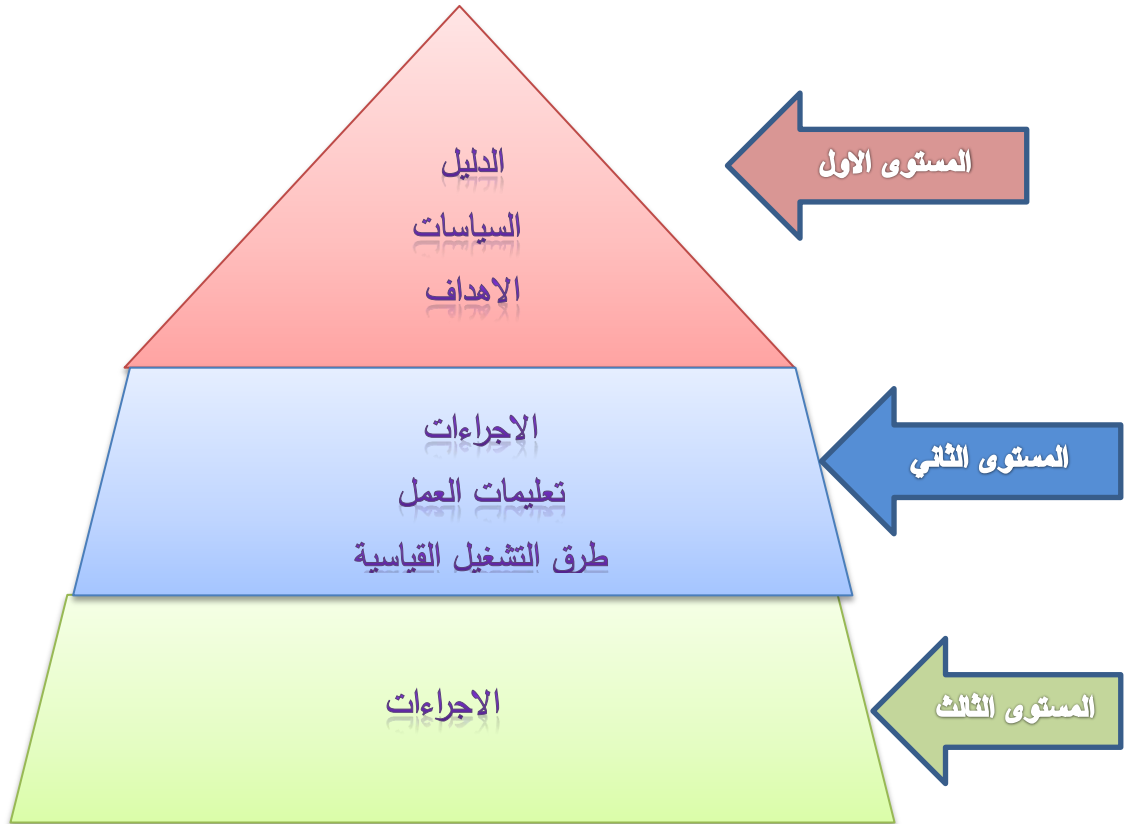 الدليل
السياسات
الاهداف
المستوى الاول
الاجراءات
تعليمات العمل
طرق التشغيل القياسية
المستوى الثاني
الاجراءات
المستوى الثالث